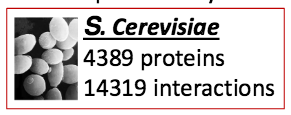 S. Cerevisiae
4389 proteins
14319 interactions